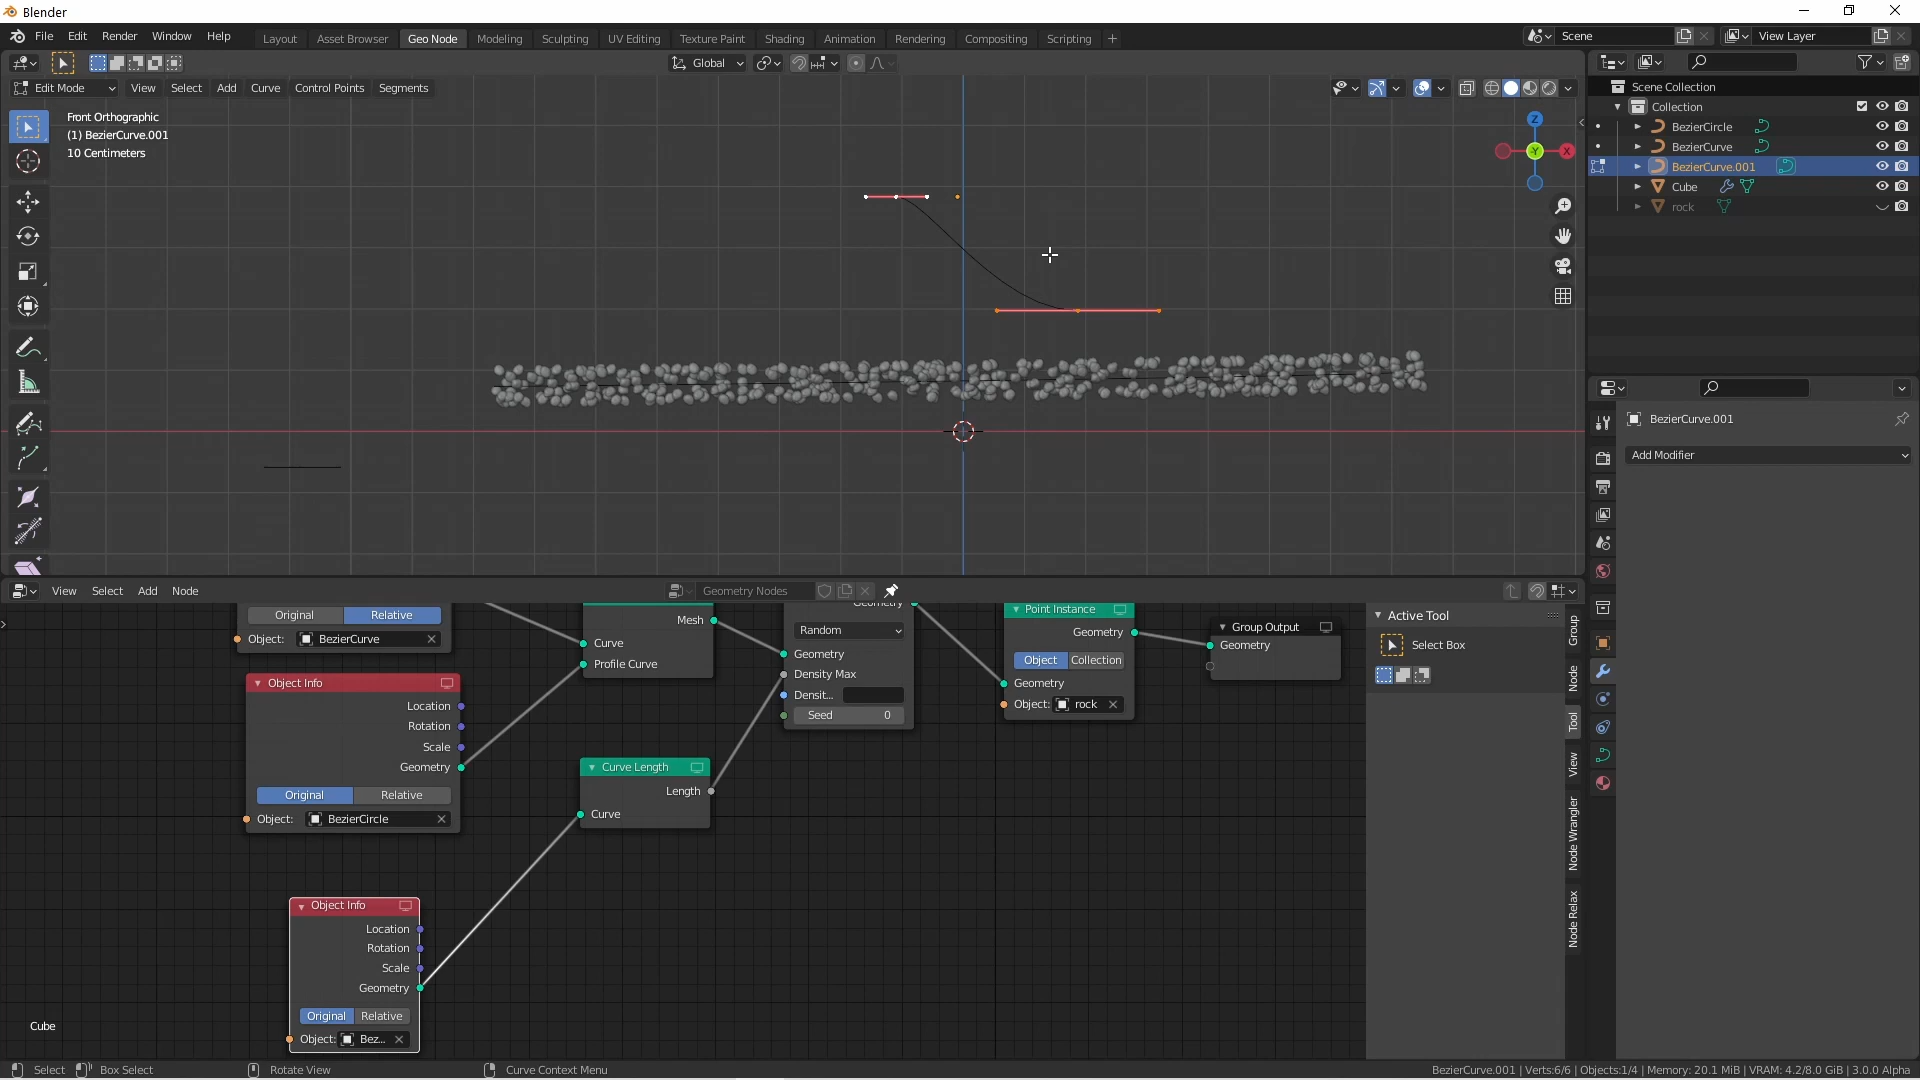 Blender
File Edit Render Window Help
Layout Asset Browser Geo Node Modeling Sculpting UV Editing Texture Paint Shading Animation Rendering Compositing Scripting
Scene
View Layer
Global
Edit Mode View Select Add Curve Control Points Segments
Front Orthographic
(1) BezierCurve.001
10 Centimeters
Z
-Y
X
Scene Collection
Collection
BezierCircle
BezierCurve
BezierCurve.001
Cube
rock
BezierCurve.001
Add Modifier
View Select Add Node
Geometry Nodes
Original Relative
Object: BezierCurve
Object Info
Location
Rotation
Scale
Geometry
Original Relative
Object: BezierCircle
Mesh
Curve
Profile Curve
Geometry
Random
Geometry
Density Max
Densit...
Seed 0
Point Instance
Geometry
Object Collection
Geometry
Object: rock
Group Output
Geometry
Curve Length
Length
Curve
Object Info
Location
Rotation
Scale
Geometry
Original Relative
Object: Bez...
Cube
Active Tool
Select Box
Group
Node
Tool
View
Node Wrangler
Node Relax
Select Box Select Rotate View Curve Context Menu
BezierCurve.001 | Verts:6/6 | Objects:1/4 | Memory: 20.1 MiB | VRAM: 4.2/8.0 GiB | 3.0.0 Alpha